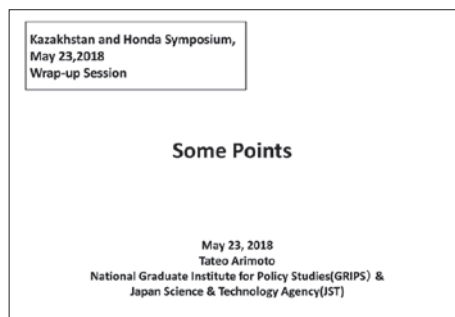 Kazakhstan and Honda Symposium,
May 23,2018
Wrap-up Session
Some Points
May 23, 2018
Tateo Arimoto
National Graduate Institute for Policy Studies(GRIPS) &
Japan Science & Technology Agency(JST)